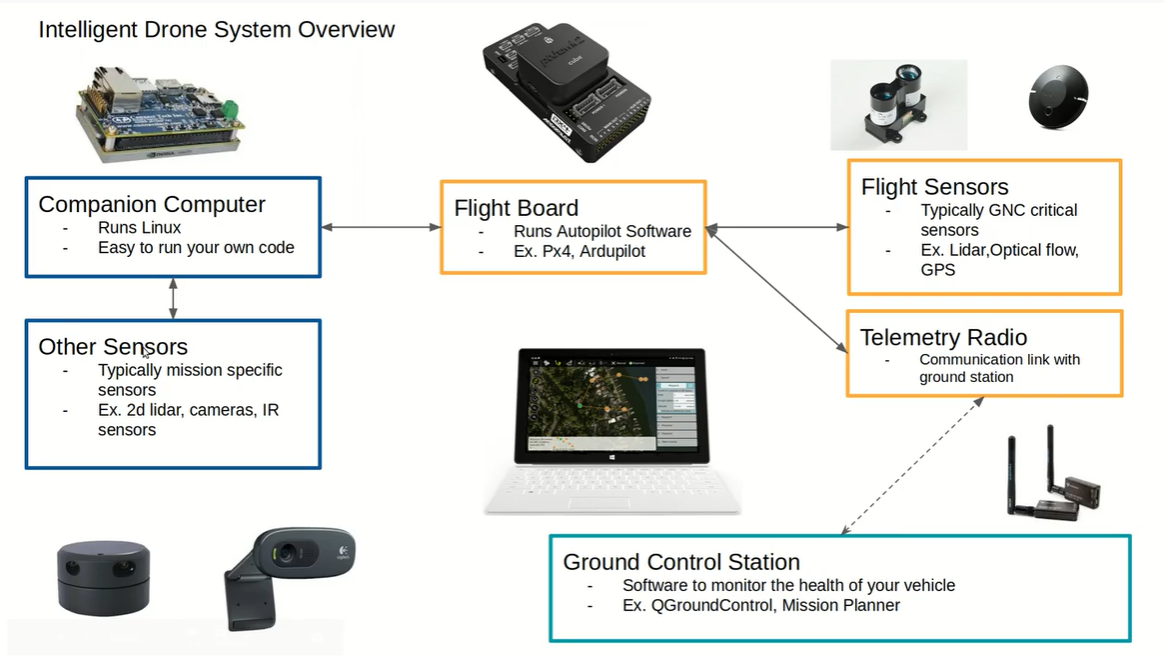 Intelligent Drone System Overview
Companion Computer
- Runs Linux
- Easy to run your own code
Flight Board
- Runs Autopilot Software
- Ex. Px4, Ardupilot
Flight Sensors
- Typically GNC critical
sensors
- Ex. Lidar,Optical flow,
GPS
Other Sensors
- Typically mission specific
sensors
- Ex. 2d lidar, cameras, IR
sensors
Telemetry Radio
- Communication link with
ground station
Ground Control Station
- Software to monitor the health of your vehicle
- Ex. QGroundControl, Mission Planner
cube